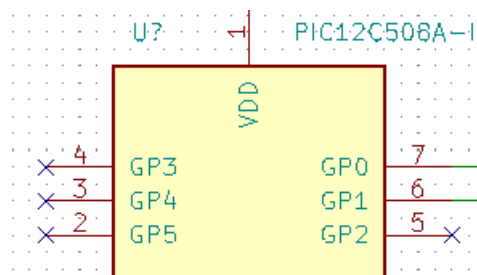 U? 1 PIC12C508A-I
VDD
4 GP3 GP0 7
3 GP4 GP1 6
2 GP5 GP2 5